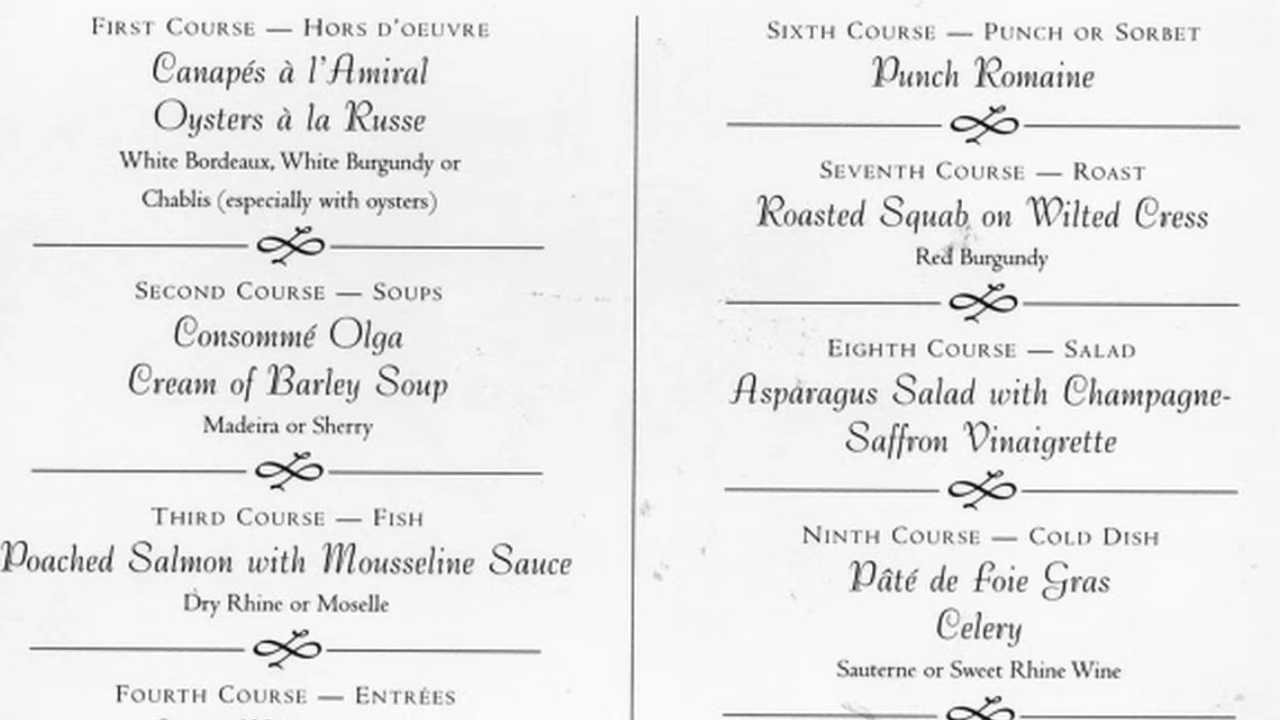 FIRST COURSE — HORS D'OEUVRE
Canapés à l'Amiral
Oysters à la Russe
White Bordeaux, White Burgundy or
Chablis (especially with oysters)
SECOND COURSE — SOUPS
Consommé Olga
Cream of Barley Soup
Madeira or Sherry
THIRD COURSE — FISH
Poached Salmon with Mousseline Sauce
Dry Rhine or Moselle
FOURTH COURSE — ENTRÉES
SIXTH COURSE — PUNCH OR SORBET
Punch Romaine
SEVENTH COURSE — ROAST
Roasted Squab on Wilted Cress
Red Burgundy
EIGHTH COURSE — SALAD
Asparagus Salad with Champagne-
Saffron Vinaigrette
NINTH COURSE — COLD DISH
Pâté de Foie Gras
Celery
Sauterne or Sweet Rhine Wine